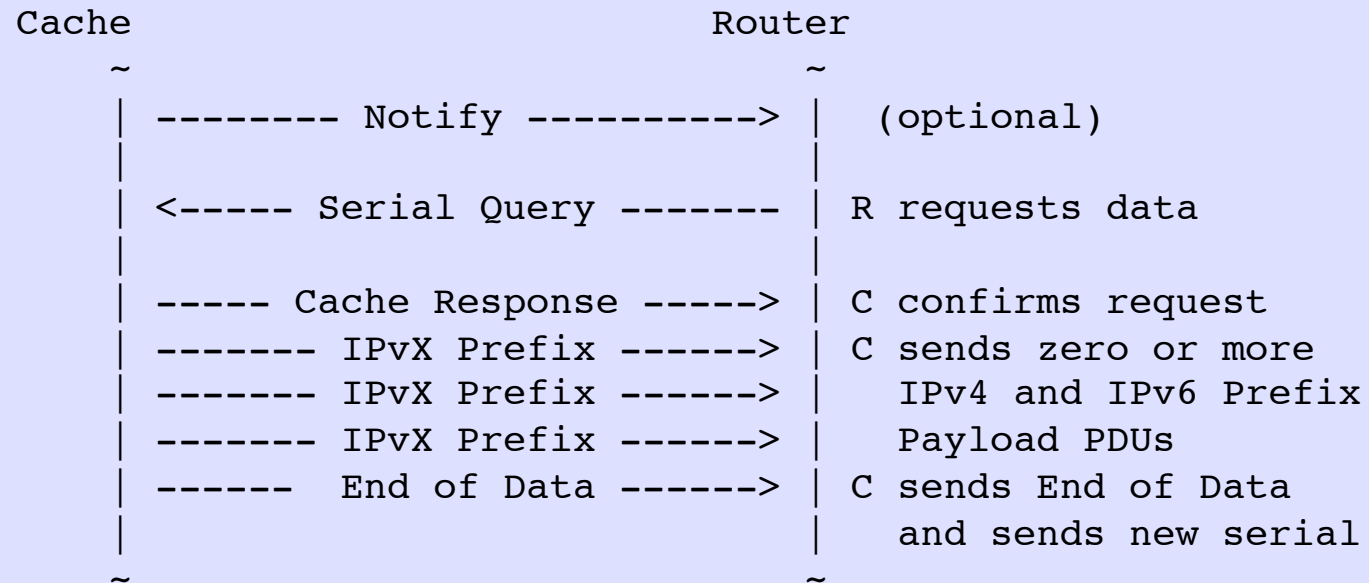 Cache                         Router
    ~                             ~
    | -------- Notify ----------> |  (optional)
    |                             |
    | <----- Serial Query ------- | R requests data
    |                             |
    | ----- Cache Response -----> | C confirms request
    | ------- IPvX Prefix ------> | C sends zero or more
    | ------- IPvX Prefix ------> |   IPv4 and IPv6 Prefix
    | ------- IPvX Prefix ------> |   Payload PDUs
    | ------  End of Data ------> | C sends End of Data
    |                             |   and sends new serial
    ~                             ~